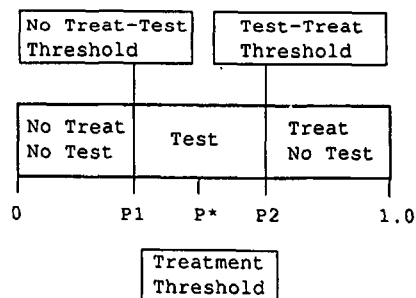 No Treat-Test
Threshold
Test-Treat
Threshold
No Treat
No Test
Test
Treat
No Test
0 P1 P* P2 1.0
Treatment
Threshold